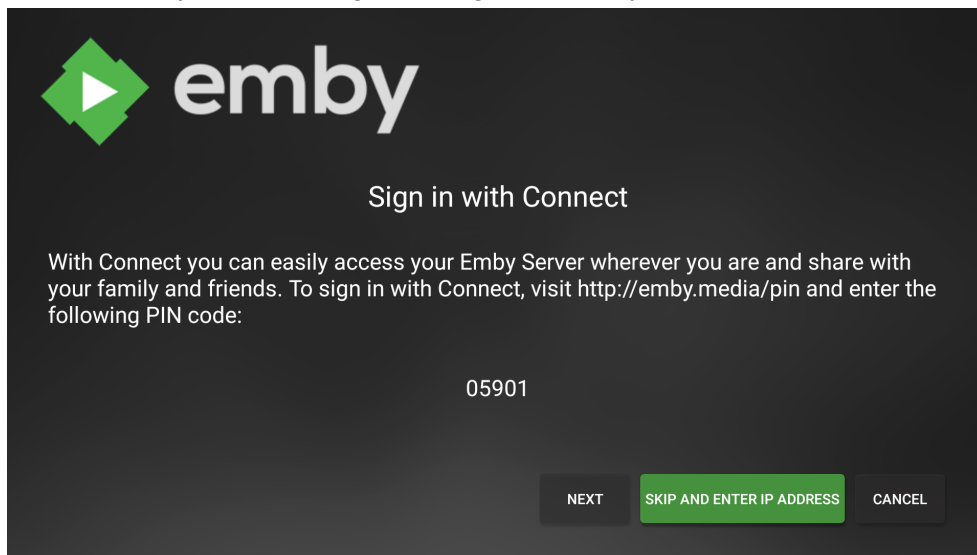 emby
Sign in with Connect
With Connect you can easily access your Emby Server wherever you are and share with
your family and friends. To sign in with Connect, visit http://emby.media/pin and enter the
following PIN code:
05901
NEXT
SKIP AND ENTER IP ADDRESS
CANCEL